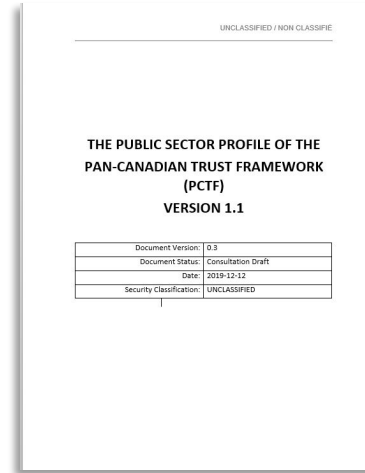 UNCLASSIFIED / NON CLASSIFIÉ
THE PUBLIC SECTOR PROFILE OF THE
PAN-CANADIAN TRUST FRAMEWORK
(PCTF)
VERSION 1.1
Document Version: 0.3
Document Status: Consultation Draft
Date: 2019-12-12
Security Classification: UNCLASSIFIED